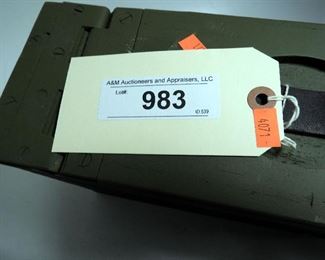 A&M Auctioneers and Appraisers, LLC
Lot#:
983
ID:539
4071